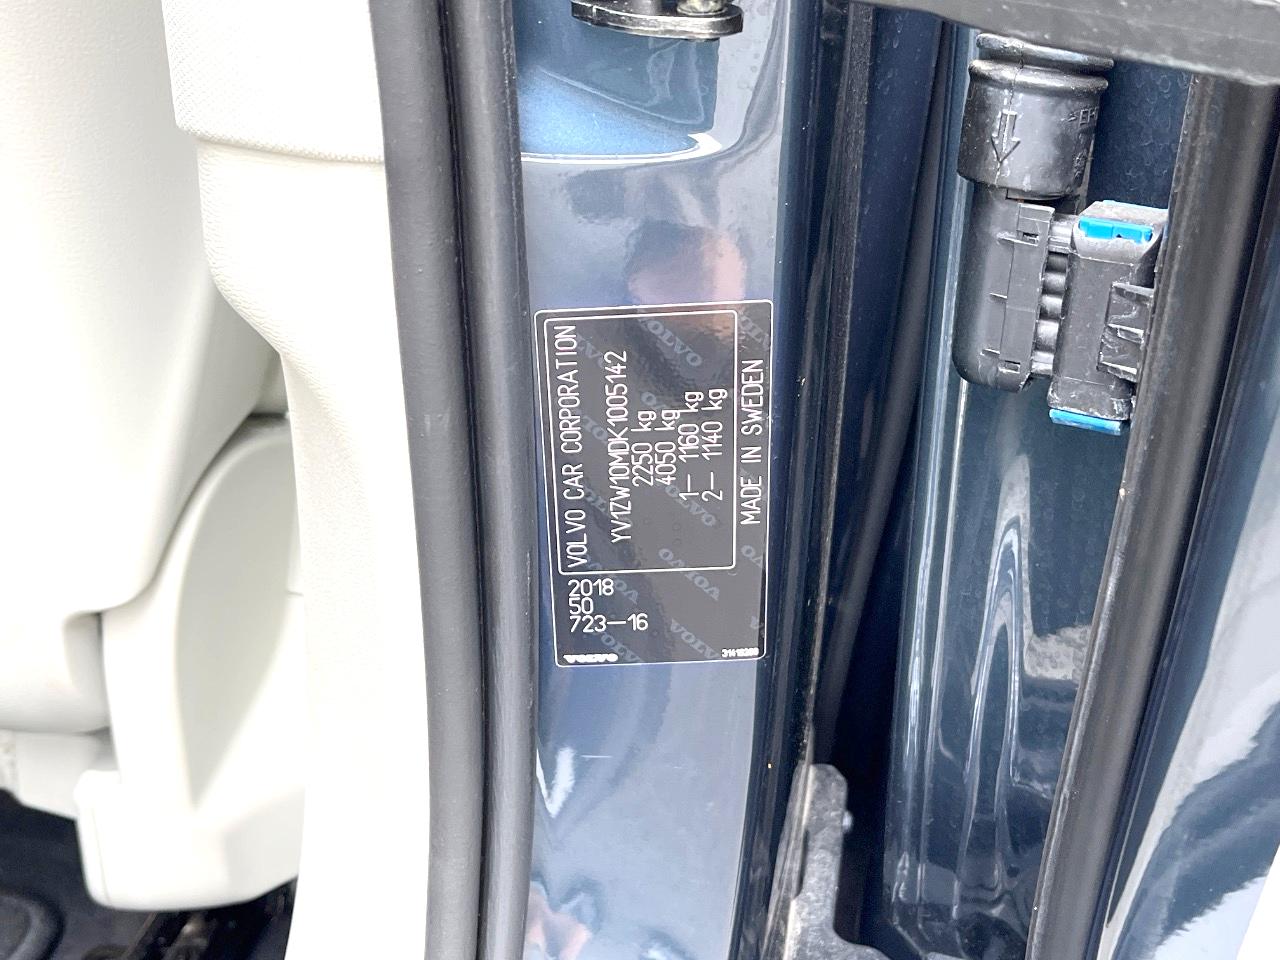 VOLVO CAR CORPORATION
YV1ZW10MDK1005142
2250 kg
4050 kg
1- 1160 kg
2- 1140 kg
MADE IN SWEDEN
2018
50
723-16
VOLVO